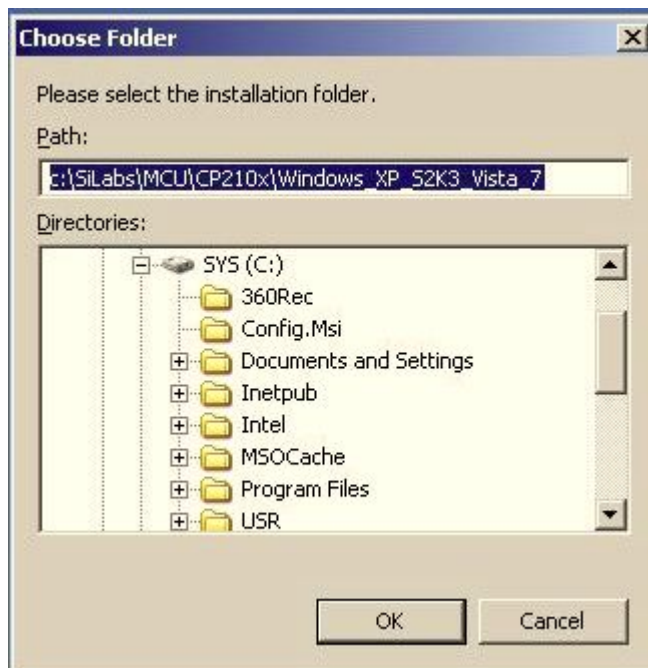 Choose Folder
Please select the installation folder.
Path:
c:\SiLabs\MCU\CP210x\Windows_XP_S2K3_Vista_7
Directories:
SYS (C:)
360Rec
Config.Msi
Documents and Settings
Inetpub
Intel
MSOCache
Program Files
USR
OK
Cancel